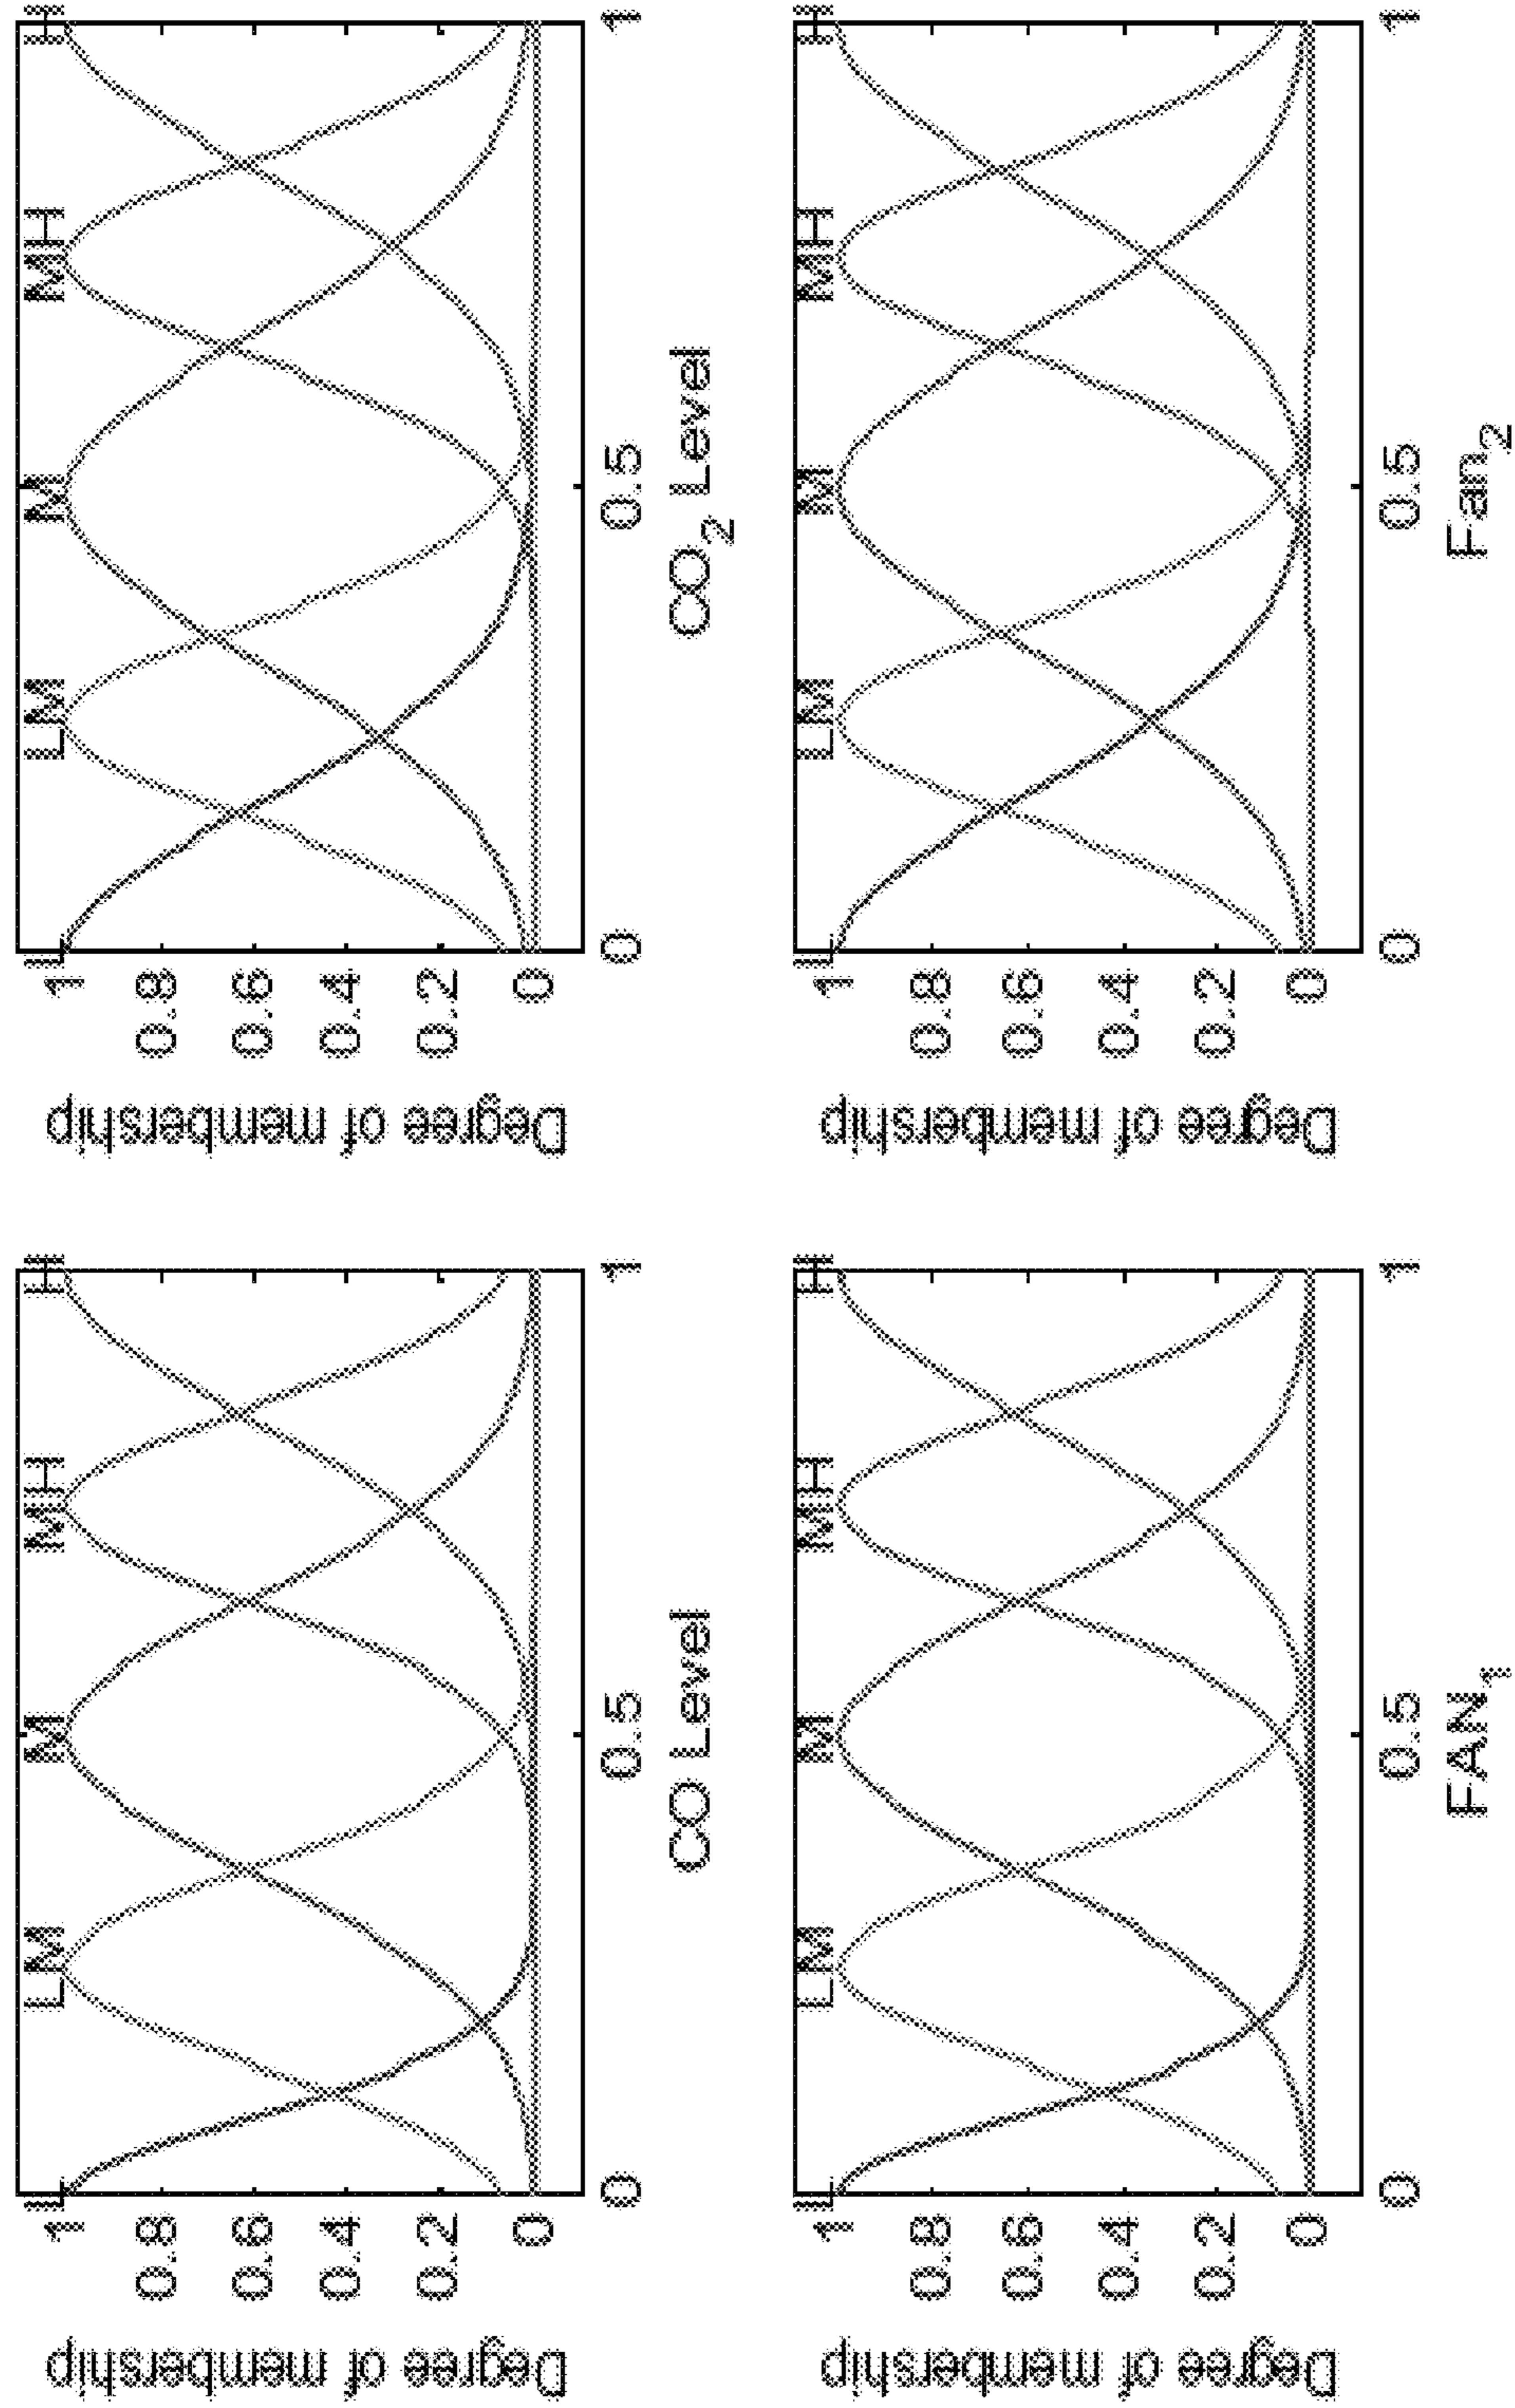 Degree of membership
1
0.8
0.6
0.4
0.2
0
L
LM
M
MH
H
0
0.5
1
CO Level
Degree of membership
1
0.8
0.6
0.4
0.2
0
L
LM
M
MH
H
0
0.5
1
CO₂ Level
Degree of membership
1
0.8
0.6
0.4
0.2
0
L
LM
M
MH
H
0
0.5
1
FAN₁
Degree of membership
1
0.8
0.6
0.4
0.2
0
L
LM
M
MH
H
0
0.5
1
Fan₂